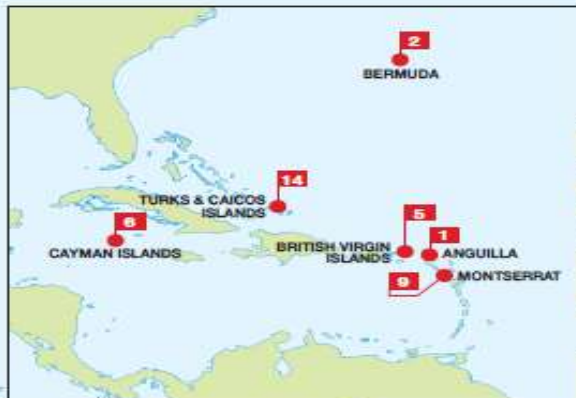 2
BERMUDA
14
TURKS & CAICOS
ISLANDS
6
CAYMAN ISLANDS
5
BRITISH VIRGIN
ISLANDS
1
ANGUILLA
9
MONTSERRAT